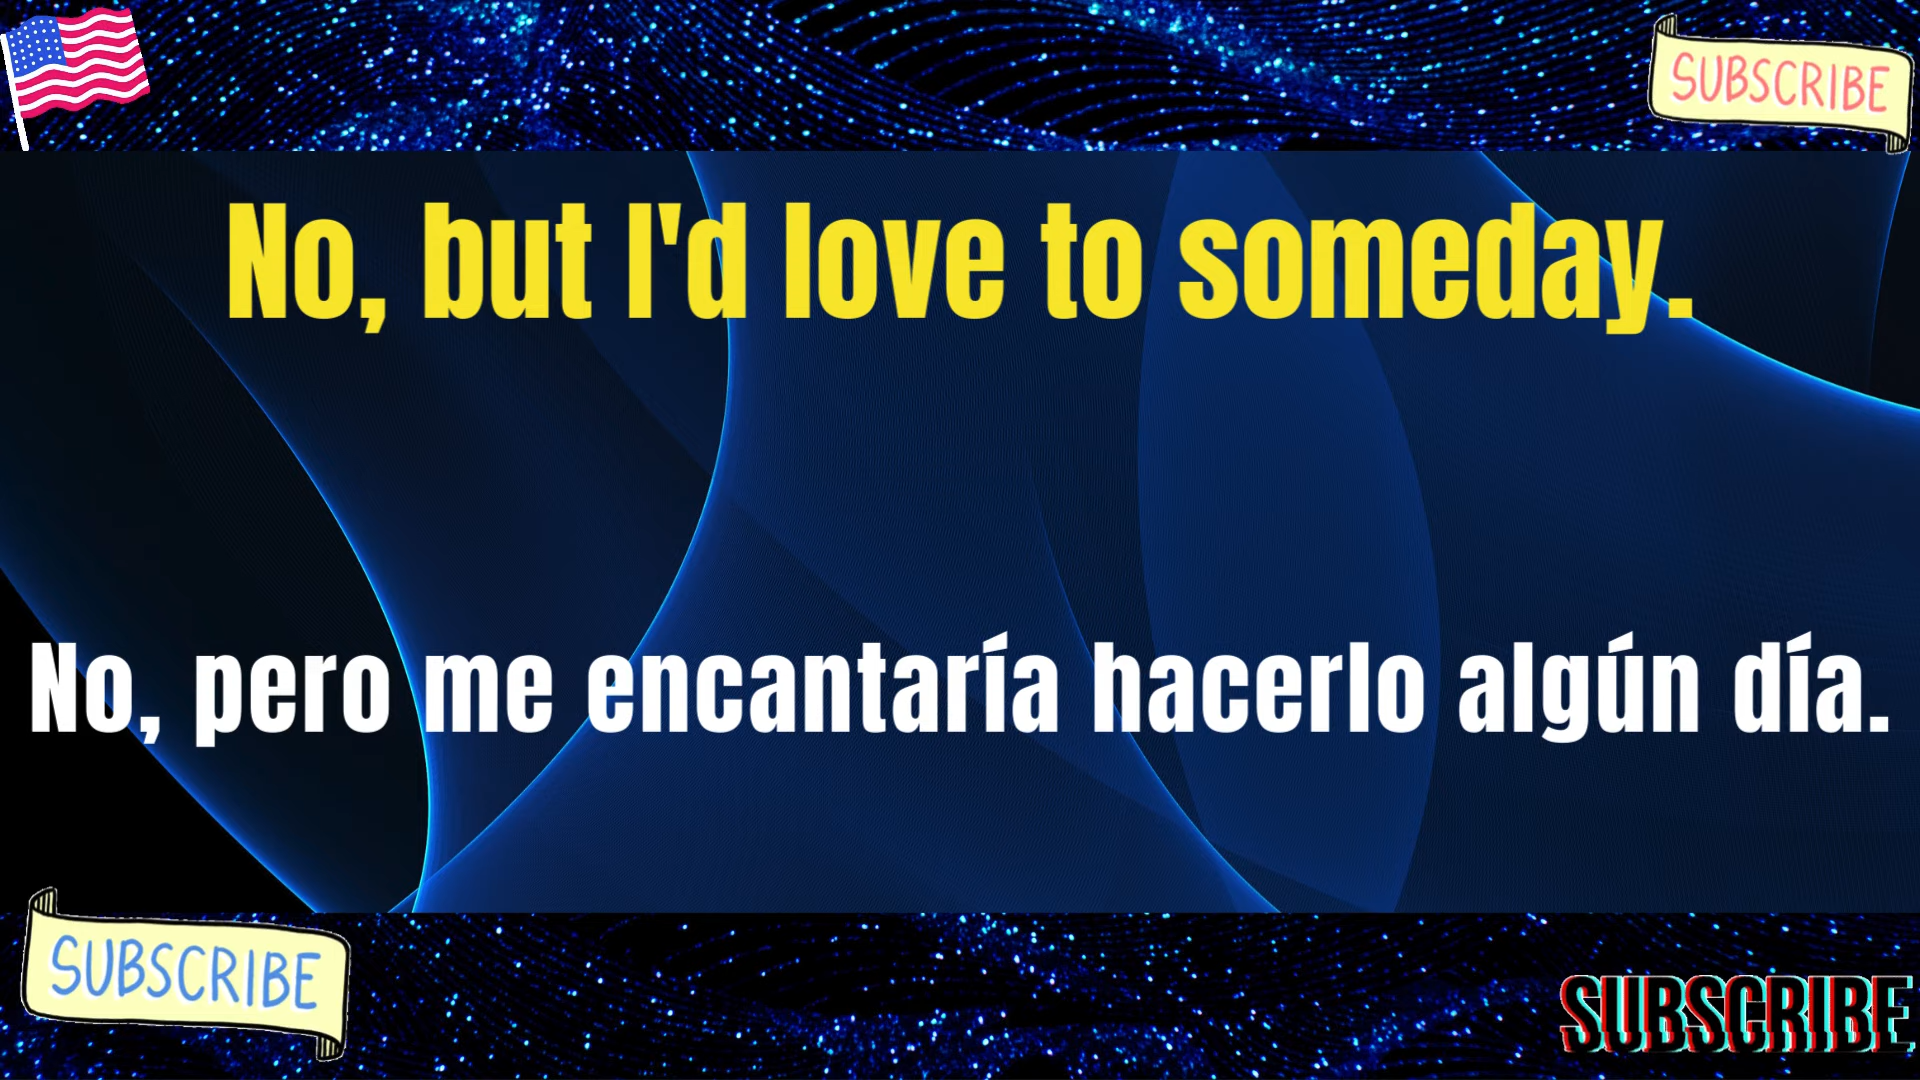 SUBSCRIBE
No, but I'd love to someday.
No, pero me encantaría hacerlo algún día.
SUBSCRIBE
SUBSCRIBE